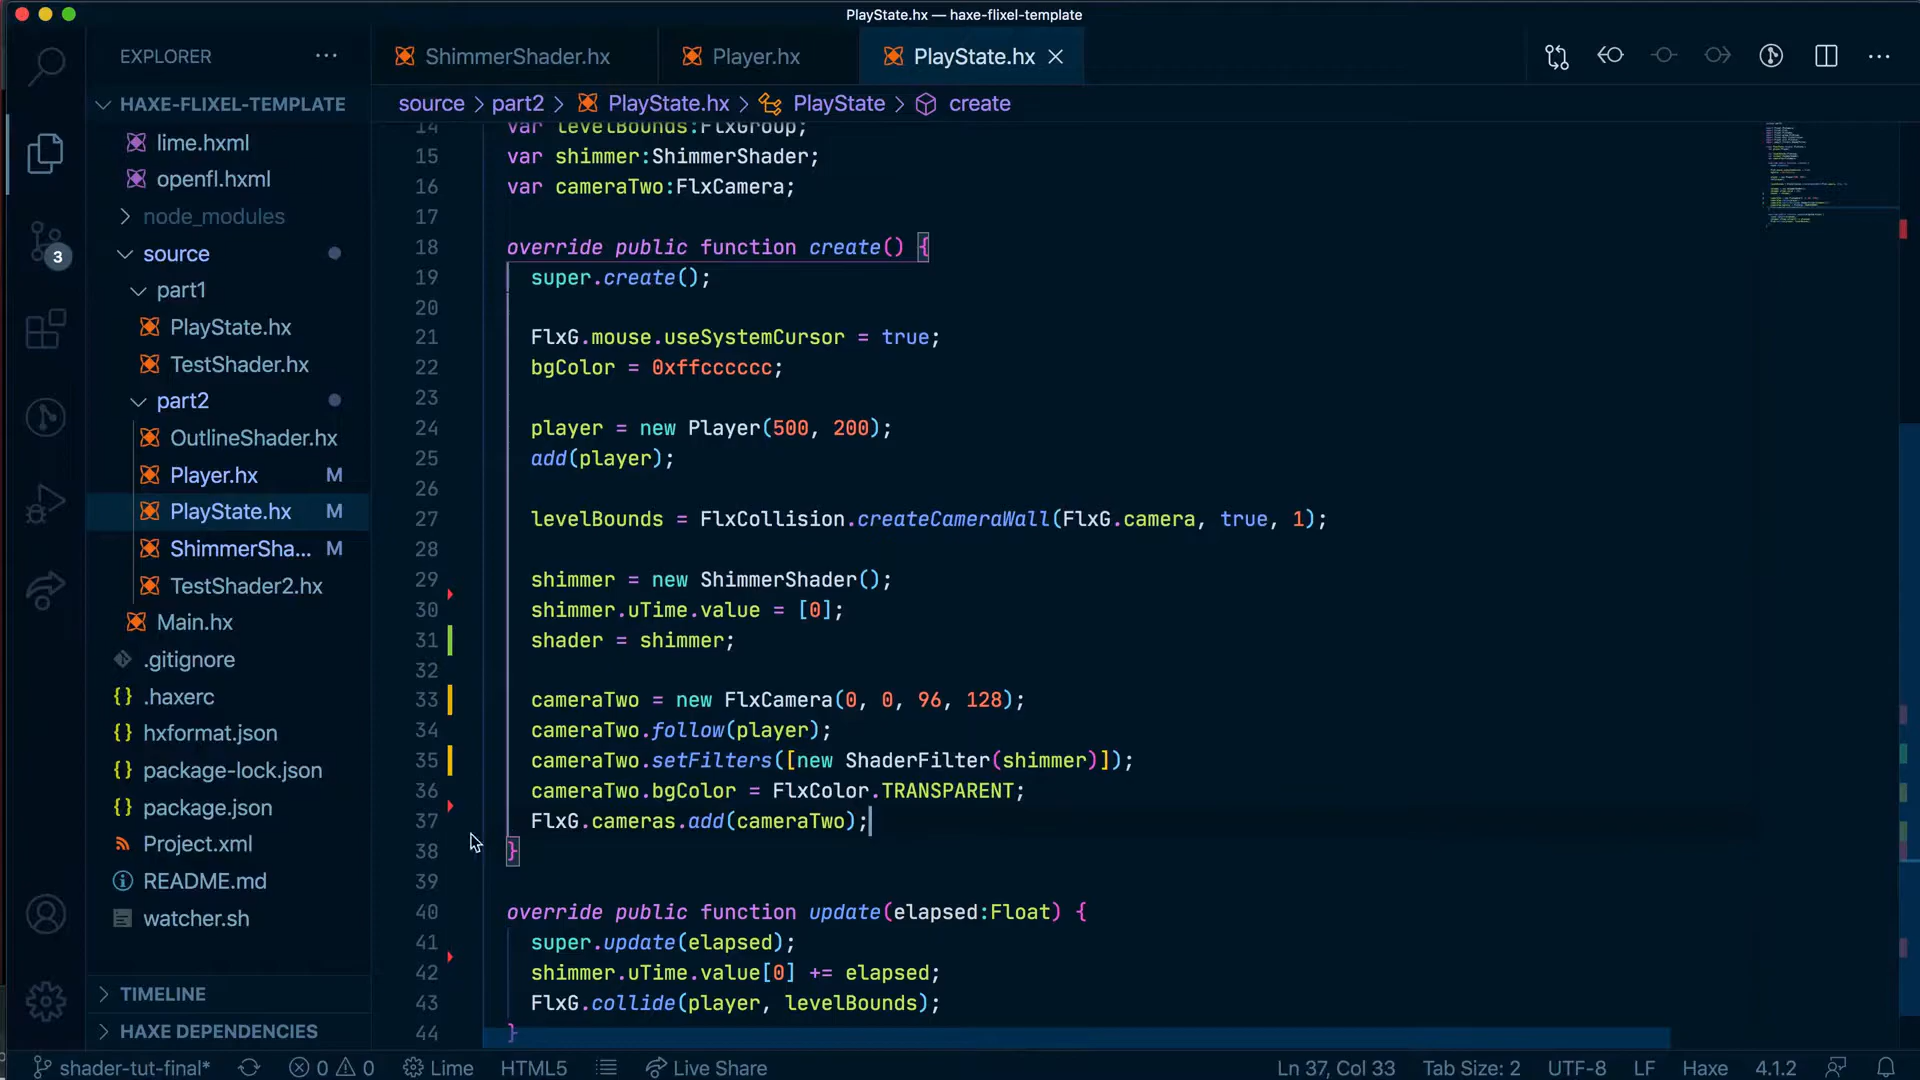 PlayState.hx — haxe-flixel-template
EXPLORER
ShimmerShader.hx
Player.hx
PlayState.hx
source > part2 > PlayState.hx > PlayState > create
HAXE-FLIXEL-TEMPLATE
lime.hxml
openfl.hxml
node_modules
source
part1
PlayState.hx
TestShader.hx
part2
OutlineShader.hx
Player.hx M
PlayState.hx M
ShimmerSha... M
TestShader2.hx
Main.hx
.gitignore
.haxerc
hxformat.json
package-lock.json
package.json
Project.xml
README.md
watcher.sh
TIMELINE
HAXE DEPENDENCIES
3
14 var levelBounds:FlxGroup;
15 var shimmer:ShimmerShader;
16 var cameraTwo:FlxCamera;
17
18 override public function create() {
19 super.create();
20
21 FlxG.mouse.useSystemCursor = true;
22 bgColor = 0xffcccccc;
23
24 player = new Player(500, 200);
25 add(player);
26
27 levelBounds = FlxCollision.createCameraWall(FlxG.camera, true, 1);
28
29 shimmer = new ShimmerShader();
30 shimmer.uTime.value = [0];
31 shader = shimmer;
32
33 cameraTwo = new FlxCamera(0, 0, 96, 128);
34 cameraTwo.follow(player);
35 cameraTwo.setFilters([new ShaderFilter(shimmer)]);
36 cameraTwo.bgColor = FlxColor.TRANSPARENT;
37 FlxG.cameras.add(cameraTwo);
38 }
39
40 override public function update(elapsed:Float) {
41 super.update(elapsed);
42 shimmer.uTime.value[0] += elapsed;
43 FlxG.collide(player, levelBounds);
44 }
shader-tut-final* 0 0 Lime HTML5 Live Share Ln 37, Col 33 Tab Size: 2 UTF-8 LF Haxe 4.1.2